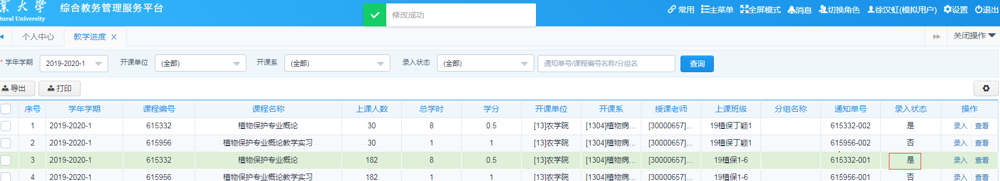 業大学 综合教务管理服务平台
tural University
修改成功
常用 主菜单 全屏模式 消息 切换角色 徐汉虹(模拟用户) 设置 退出
个人中心 教学进度 关闭操作
* 学年学期 2019-2020-1 开课单位 (全部) 开课系 (全部) 录入状态 (全部) 通知单号/课程编号名称/分组名 查询
导出 打印
序号 学年学期 课程编号 课程名称 上课人数 总学时 学分 开课单位 开课系 授课老师 上课班级 分组名称 通知单号 录入状态 操作
1 2019-2020-1 615332 植物保护专业概论 30 8 0.5 [13]农学院 [1304]植物病... [30000657]... 19植保丁颖1 615332-002 是 录入 查看
2 2019-2020-1 615956 植物保护专业概论教学实习 30 1 1 [13]农学院 [1304]植物病... [30000657]... 19植保丁颖1 615956-002 否 录入 查看
3 2019-2020-1 615332 植物保护专业概论 182 8 0.5 [13]农学院 [1304]植物病... [30000657]... 19植保1-6 615332-001 是 录入 查看
4 2019-2020-1 615956 植物保护专业概论教学实习 182 1 1 [13]农学院 [1304]植物病... [30000657]... 19植保1-6 615956-001 否 录入 查看